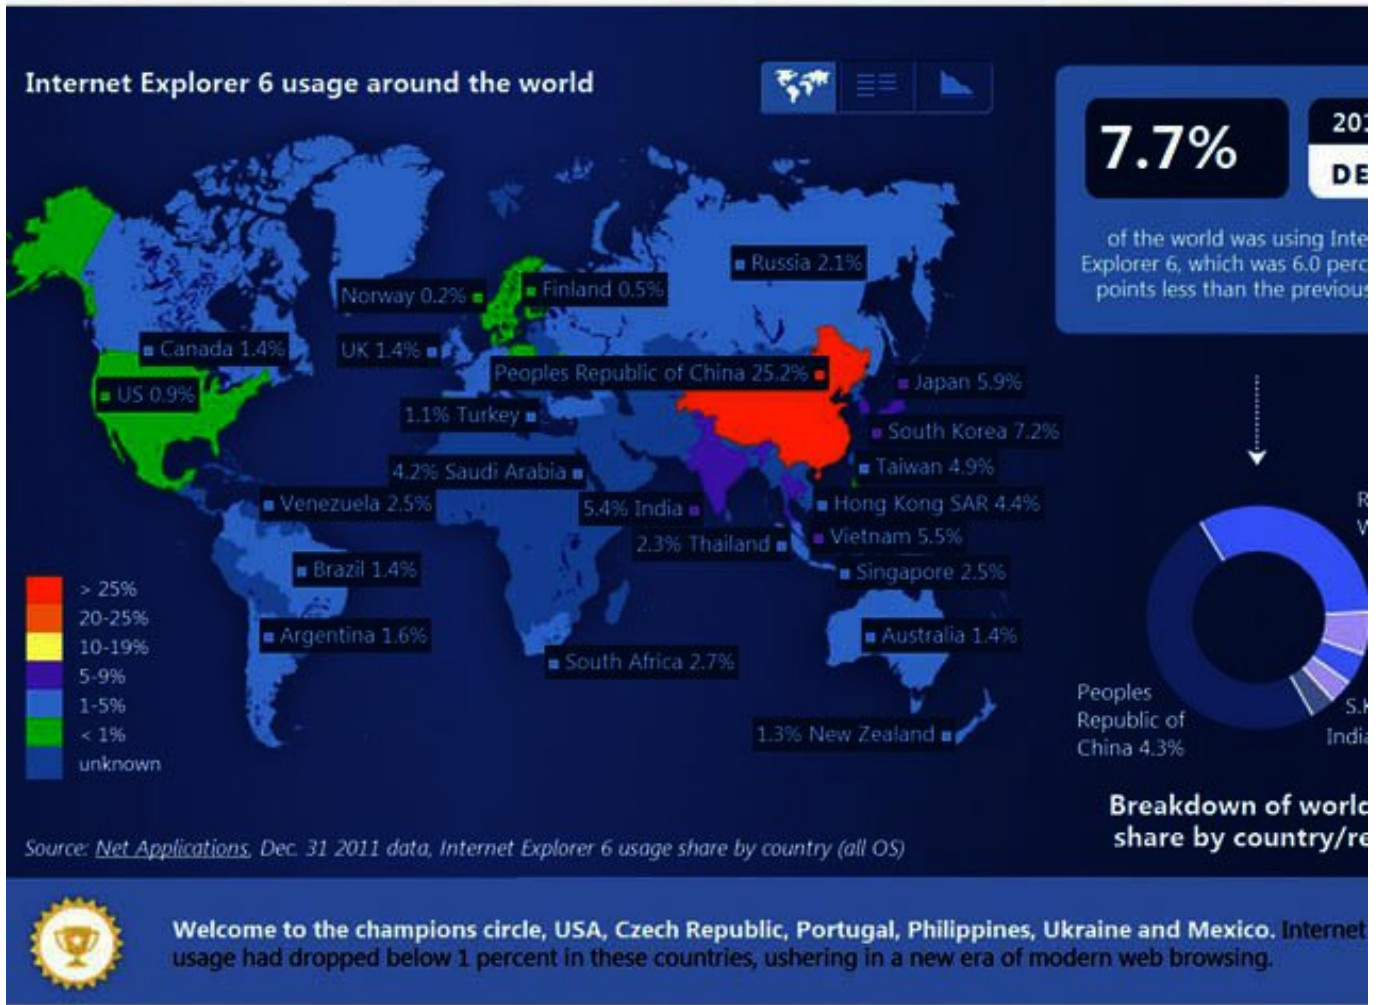 Internet Explorer 6 usage around the world
7.7%
201
DE
of the world was using Inte
Explorer 6, which was 6.0 perc
points less than the previous
Russia 2.1%
Norway 0.2%
Finland 0.5%
Canada 1.4%
UK 1.4%
Peoples Republic of China 25.2%
Japan 5.9%
US 0.9%
1.1% Turkey
South Korea 7.2%
4.2% Saudi Arabia
Taiwan 4.9%
Venezuela 2.5%
5.4% India
Hong Kong SAR 4.4%
2.3% Thailand
Vietnam 5.5%
Brazil 1.4%
Singapore 2.5%
Argentina 1.6%
Australia 1.4%
South Africa 2.7%
1.3% New Zealand
> 25%
20-25%
10-19%
5-9%
1-5%
< 1%
unknown
R
W
Peoples
Republic of
China 4.3%
S.K
India
Breakdown of world
share by country/re
Source: Net Applications, Dec. 31 2011 data, Internet Explorer 6 usage share by country (all OS)
Welcome to the champions circle, USA, Czech Republic, Portugal, Philippines, Ukraine and Mexico. Internet
usage had dropped below 1 percent in these countries, ushering in a new era of modern web browsing.